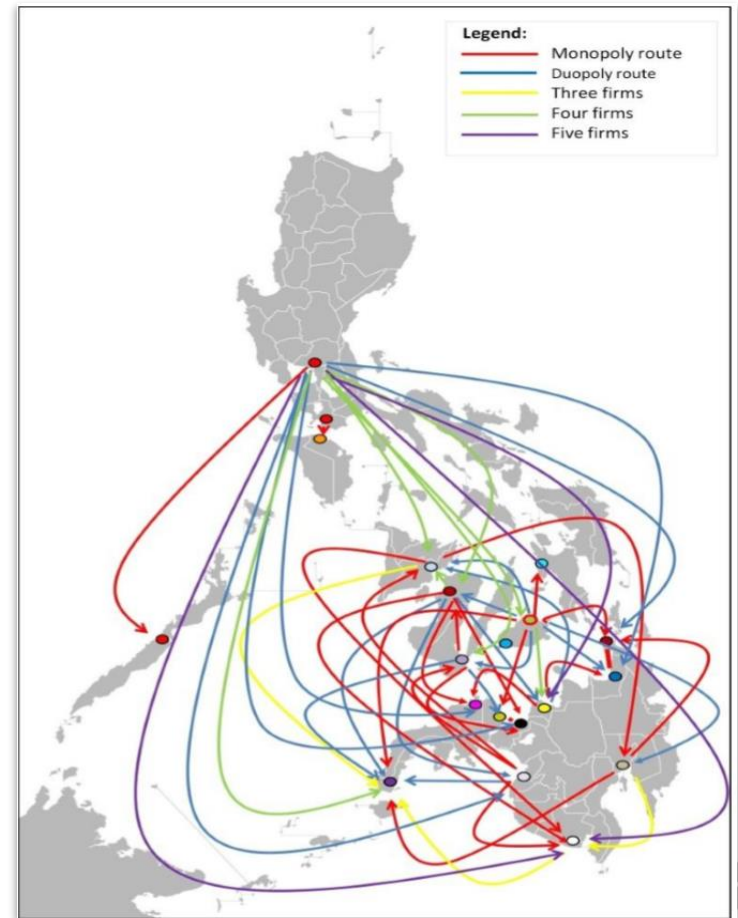 Legend:
Monopoly route
Duopoly route
Three firms
Four firms
Five firms